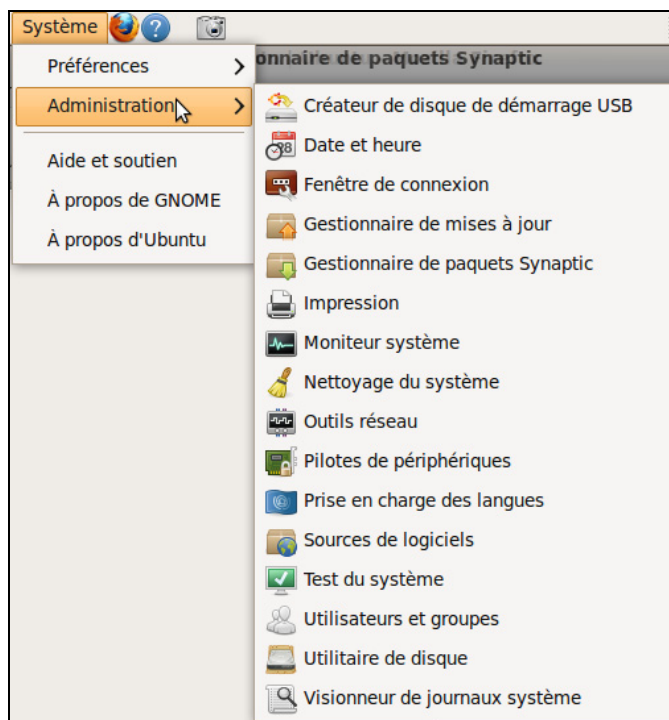 Système
Préférences
Administration
Aide et soutien
À propos de GNOME
À propos d'Ubuntu
onnaire de paquets Synaptic
Créateur de disque de démarrage USB
Date et heure
Fenêtre de connexion
Gestionnaire de mises à jour
Gestionnaire de paquets Synaptic
Impression
Moniteur système
Nettoyage du système
Outils réseau
Pilotes de périphériques
Prise en charge des langues
Sources de logiciels
Test du système
Utilisateurs et groupes
Utilitaire de disque
Visionneur de journaux système